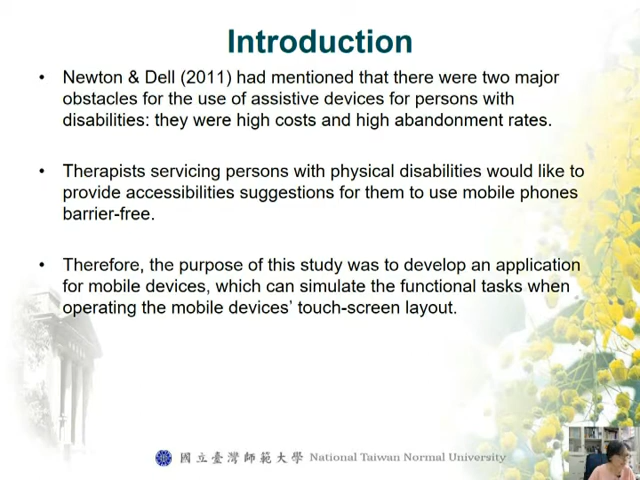 Introduction
• Newton & Dell (2011) had mentioned that there were two major
obstacles for the use of assistive devices for persons with
disabilities: they were high costs and high abandonment rates.
• Therapists servicing persons with physical disabilities would like to
provide accessibilities suggestions for them to use mobile phones
barrier-free.
• Therefore, the purpose of this study was to develop an application
for mobile devices, which can simulate the functional tasks when
operating the mobile devices' touch-screen layout.
國立臺灣師範大學 National Taiwan Normal University